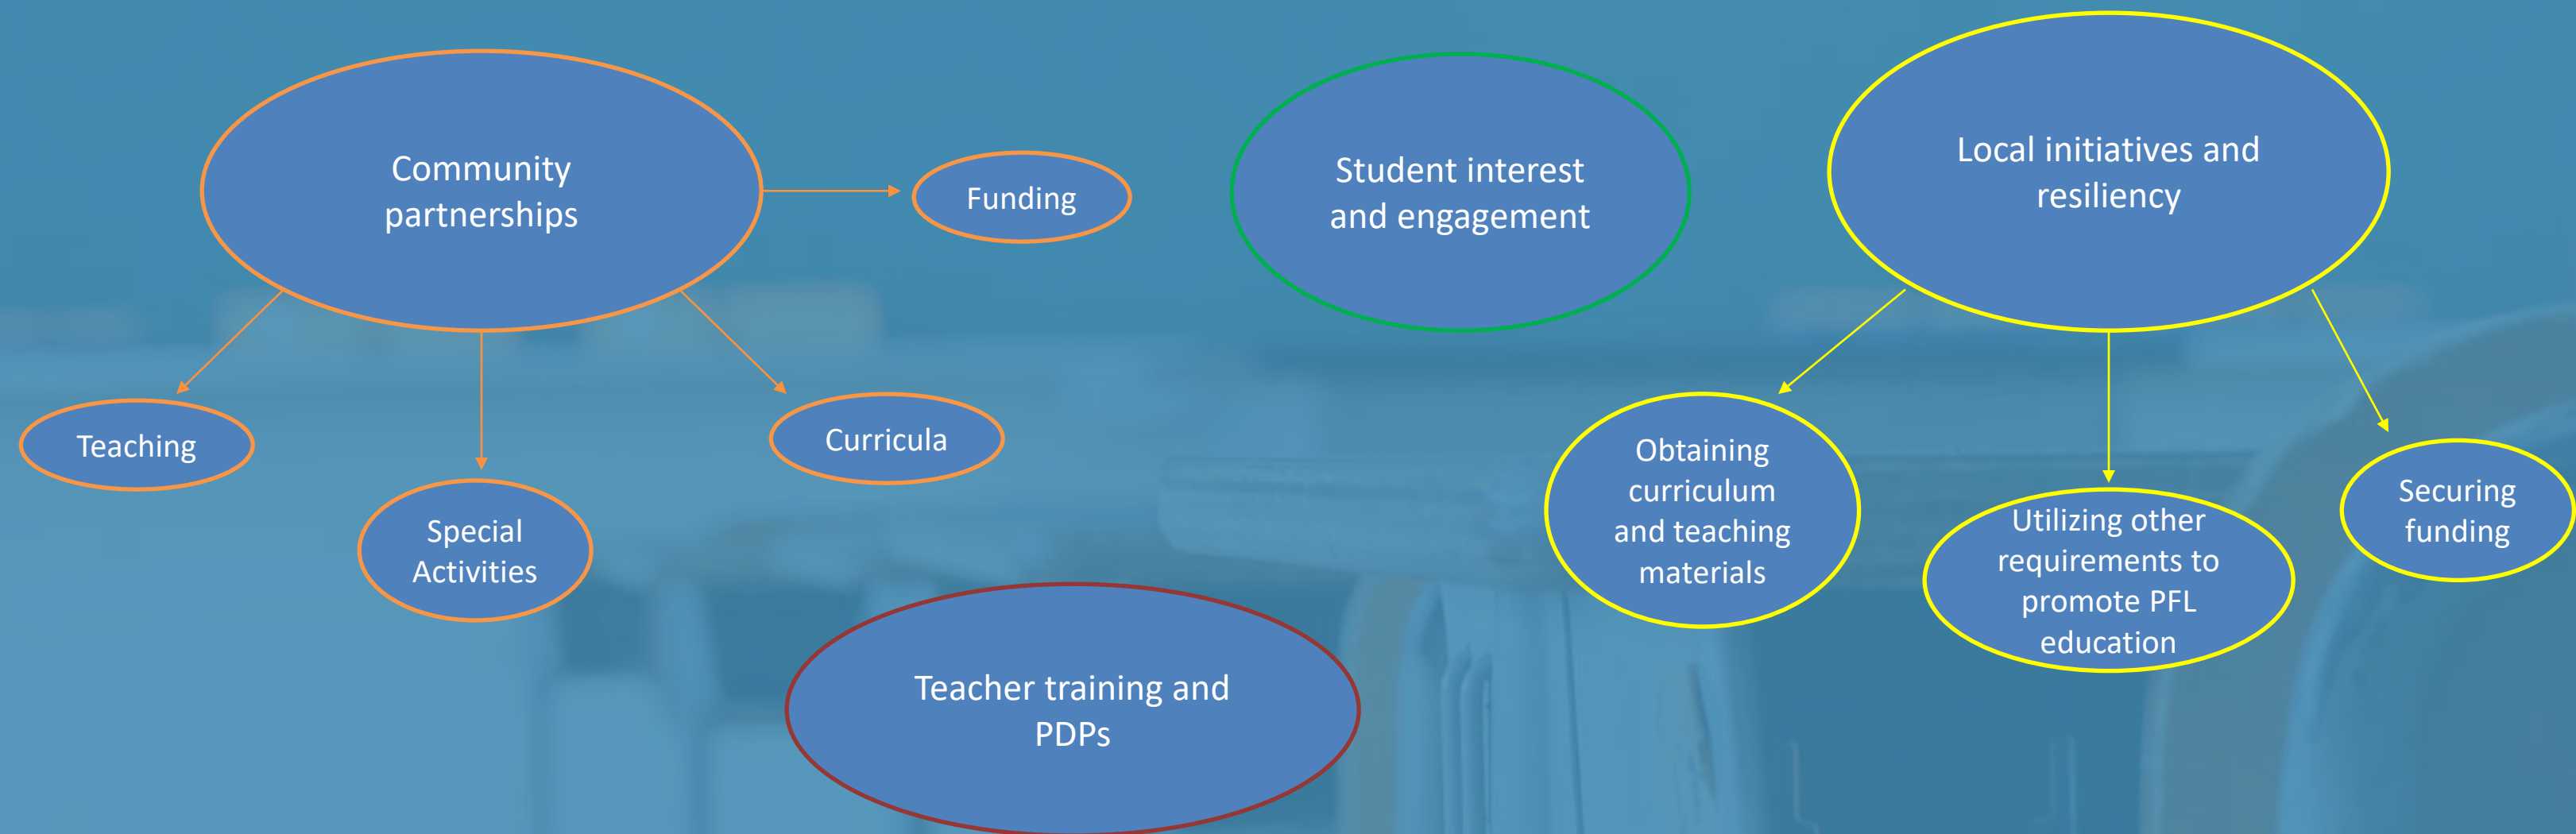 Community
partnerships
Funding
Teaching
Special
Activities
Curricula
Student interest
and engagement
Local initiatives and
resiliency
Obtaining
curriculum
and teaching
materials
Utilizing other
requirements to
promote PFL
education
Securing
funding
Teacher training and
PDPs